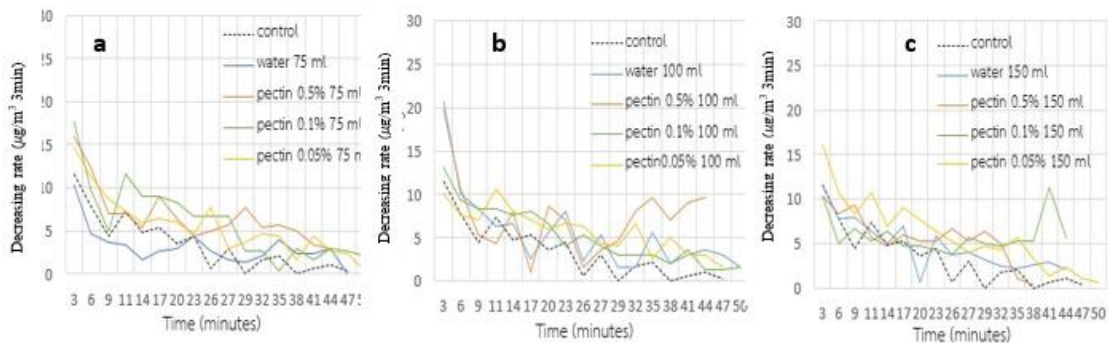 a
Decreasing rate (μg/m³ 3min)
30
25
20
15
10
5
0
control
water 75 ml
pectin 0.5% 75 ml
pectin 0.1% 75 ml
pectin 0.05% 75 m
3 6 9 11 14 17 20 23 26 29 32 35 38 41 44 47 5
Time (minutes)
b
Decreasing rate (μg/m³ 3min)
30
25
20
15
10
5
0
control
water 100 ml
pectin 0.5% 100 ml
pectin 0.1% 100 ml
pectin0.05% 100 ml
3 6 9 11 14 17 20 23 26 29 32 35 38 41 44 47 50
Time (minutes)
c
Decreasing rate (μg/m³ 3min)
30
25
20
15
10
5
0
control
water 150 ml
pectin 0.5% 150 ml
pectin 0.1% 150 ml
pectin 0.05% 150 ml
3 6 9 11 14 17 20 23 26 29 32 35 38 41 44 47 50
Time (minutes)